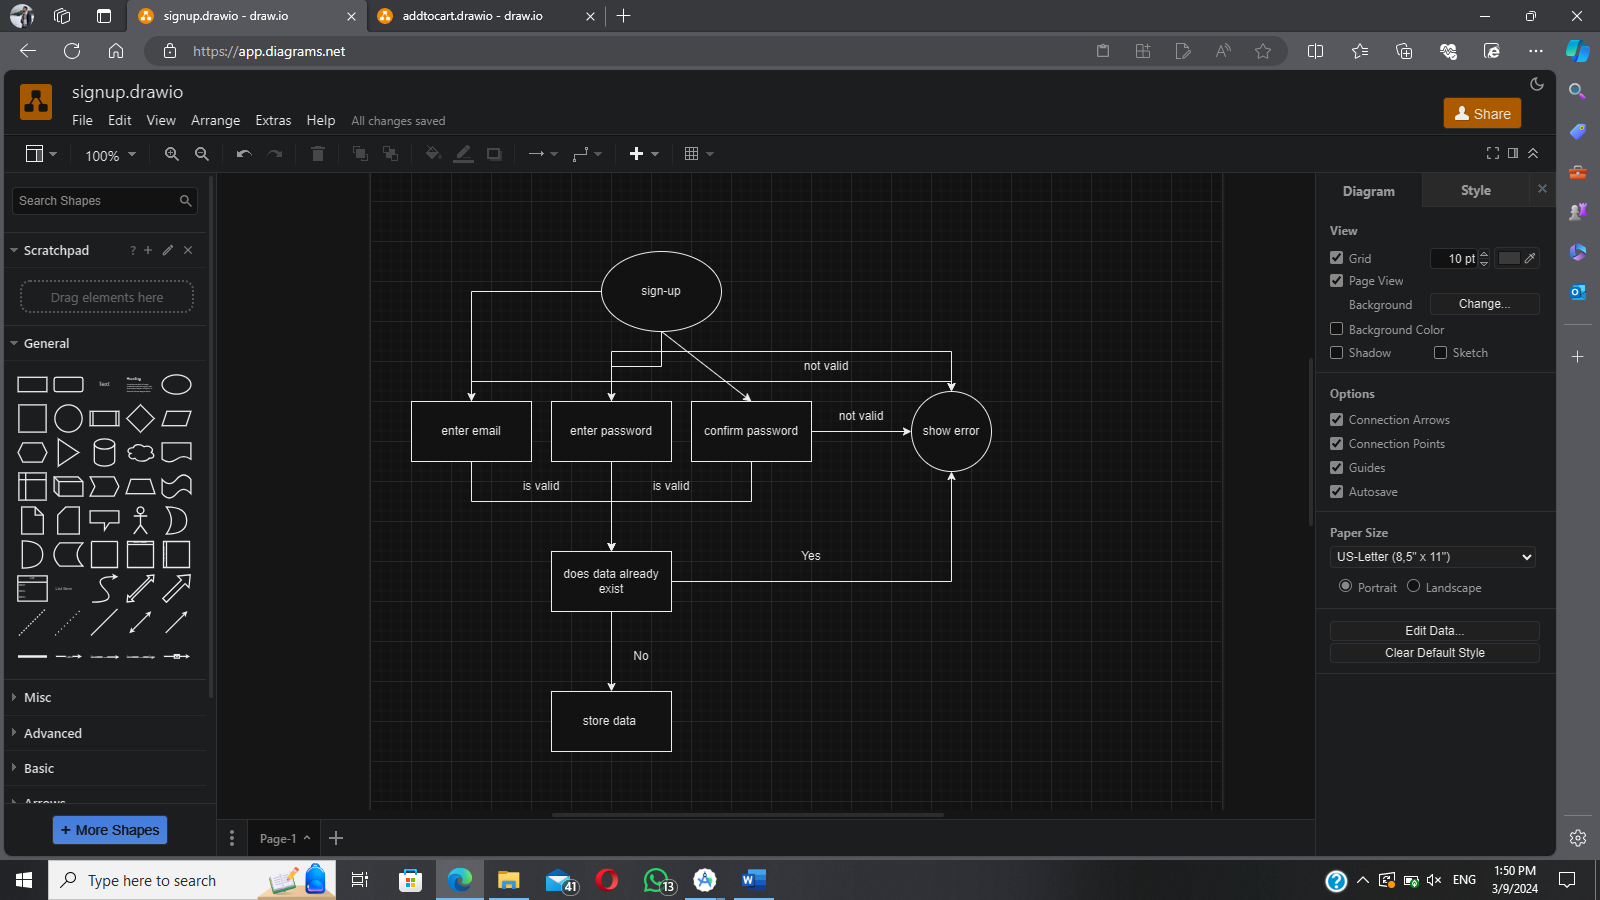 signup.drawio - draw.io
addtocart.drawio - draw.io
https://app.diagrams.net
signup.drawio
File Edit View Arrange Extras Help All changes saved
Share
100%
Search Shapes
Scratchpad
?
Drag elements here
General
Text
Heading
List Item
Misc
Advanced
Basic
Arrows
+ More Shapes
sign-up
not valid
enter email
enter password
confirm password
not valid
show error
is valid
is valid
does data already
exist
Yes
No
store data
Page-1
Diagram
Style
View
Grid
10 pt
Page View
Background
Change...
Background Color
Shadow
Sketch
Options
Connection Arrows
Connection Points
Guides
Autosave
Paper Size
US-Letter (8,5" x 11")
Portrait
Landscape
Edit Data...
Clear Default Style
Type here to search
41
13
ENG
1:50 PM
3/9/2024